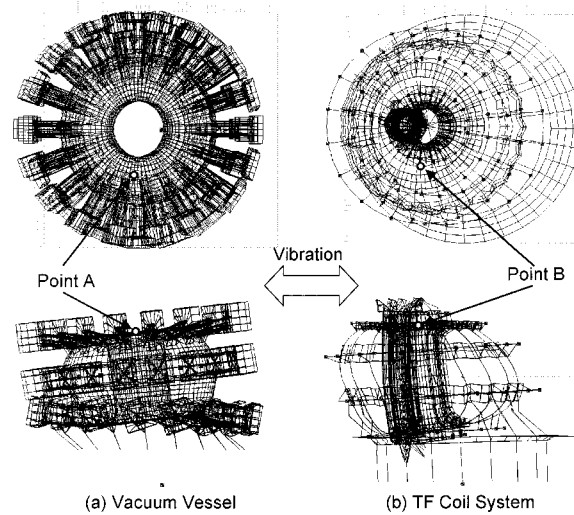 Vibration
Point A
Point B
(a) Vacuum Vessel
(b) TF Coil System